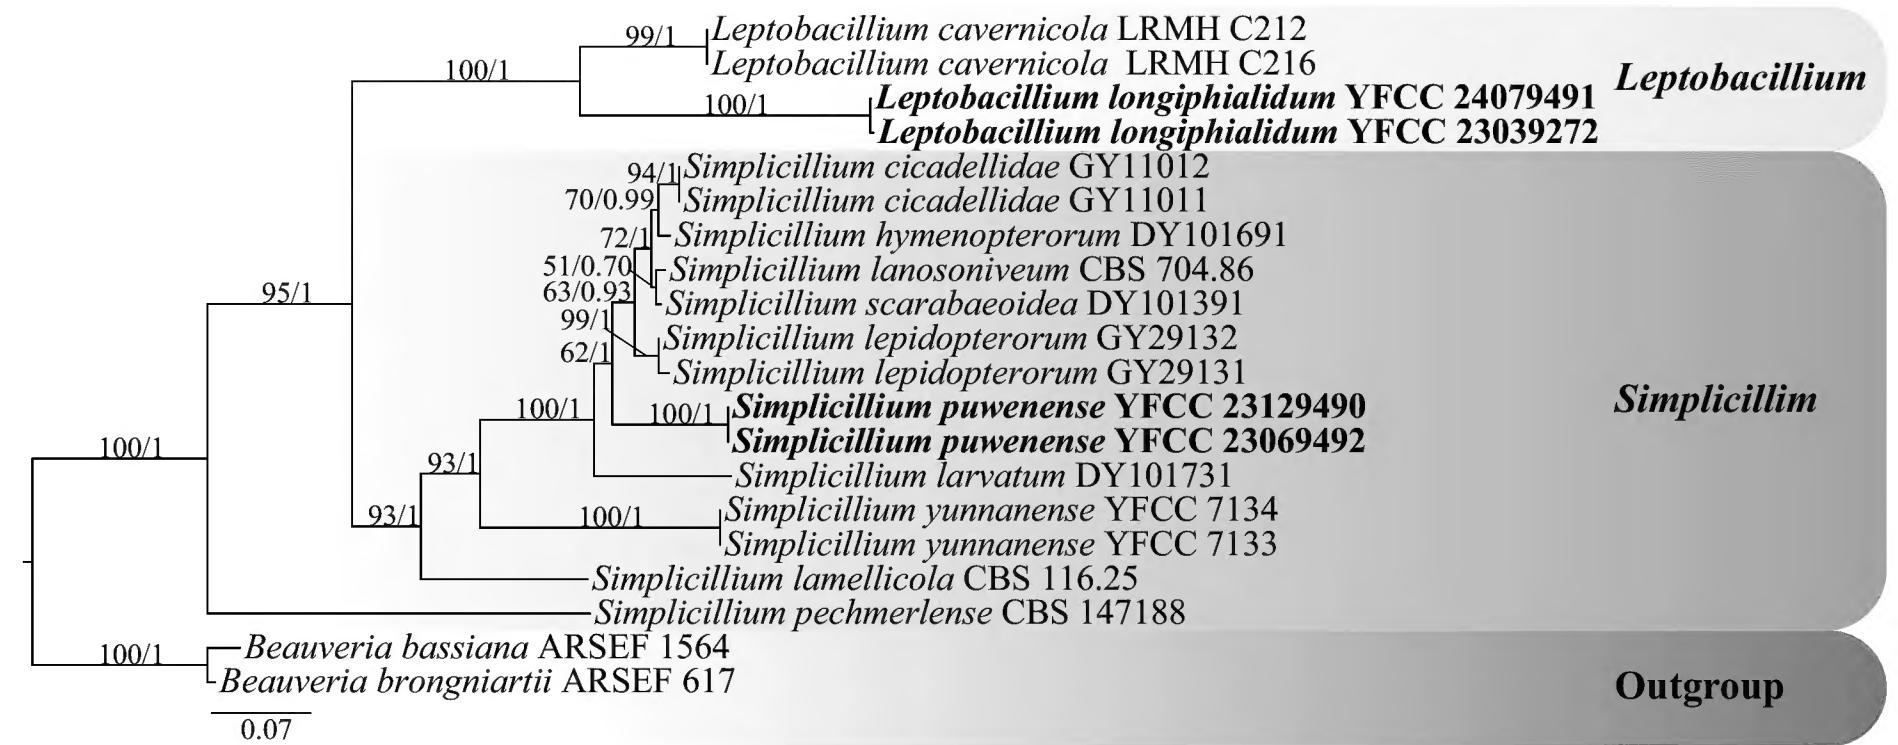 99/1
Leptobacillium cavernicola LRMH C212
Leptobacillium cavernicola LRMH C216
100/1
Leptobacillium
100/1
Leptobacillium longiphialidum YFCC 24079491
Leptobacillium longiphialidum YFCC 23039272
94/1
Simplicillium cicadellidae GY11012
70/0.99
Simplicillium cicadellidae GY11011
72/1
Simplicillium hymenopterorum DY101691
51/0.70
Simplicillium lanosoniveum CBS 704.86
63/0.93
95/1
Simplicillium scarabaeoidea DY101391
99/1
Simplicillium lepidopterorum GY29132
62/1
Simplicillium lepidopterorum GY29131
Simplicillim
100/1
100/1
Simplicillium puwenense YFCC 23129490
Simplicillium puwenense YFCC 23069492
100/1
93/1
Simplicillium larvatum DY101731
93/1
100/1
Simplicillium yunnanense YFCC 7134
Simplicillium yunnanense YFCC 7133
Simplicillium lamellicola CBS 116.25
Simplicillium pechmerlense CBS 147188
100/1
Beauveria bassiana ARSEF 1564
Beauveria brongniartii ARSEF 617
Outgroup
0.07